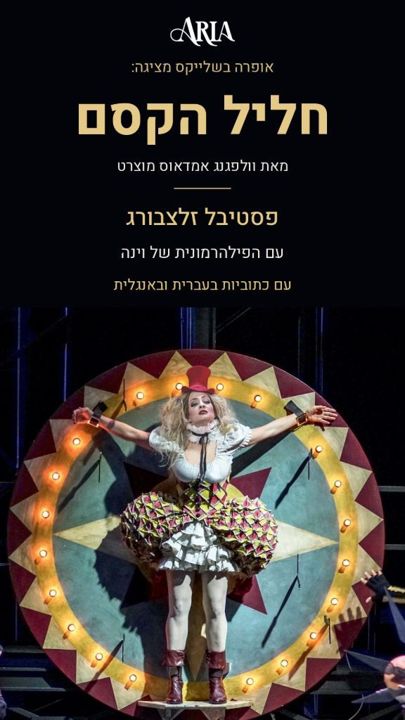 ARIA
אופרה בשלייקס מציגה:
חליל הקסם
מאת וולפגנג אמדאוס מוצרט
פסטיבל זלצבורג
עם הפילהרמונית של וינה
עם כתוביות בעברית ובאנגלית